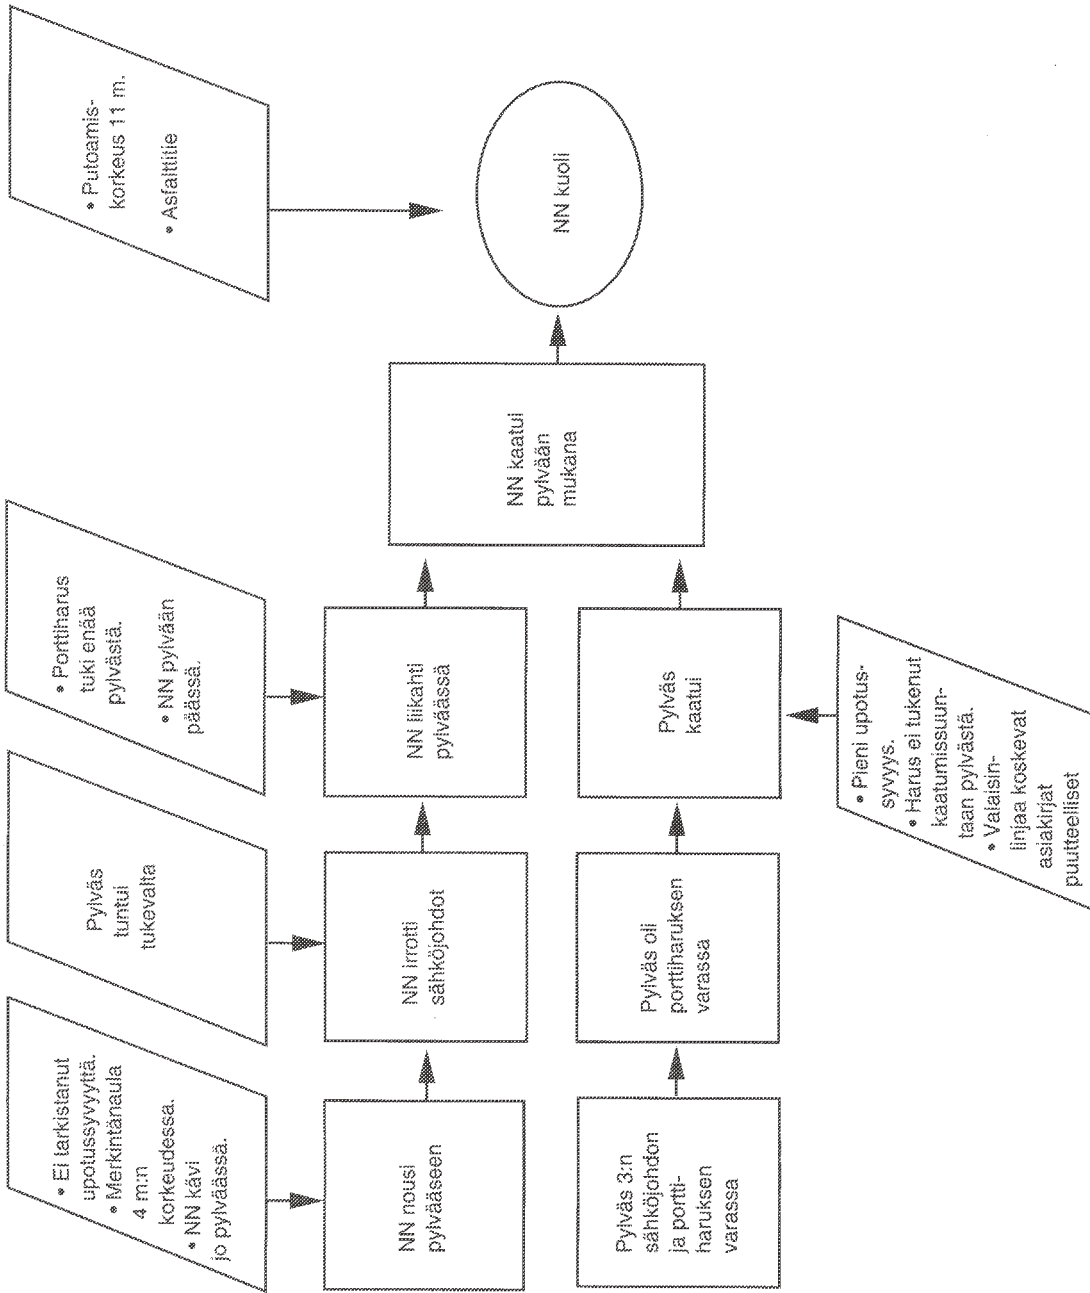 • Ei tarkistanut
upotussyvyyttä.
• Merkintänaula
4 m:n
korkeudessa.
• NN kävi
jo pylväässä.
Pylväs
tuntui
tukevalta
• Porttiharus
tuki enää
pylvästä.
• NN pylvään
päässä.
• Putoamis-
korkeus 11 m.
• Asfalttitie
NN nousi
pylvääseen
NN irrotti
sähköjohdot
NN liikahti
pylväässä
NN kaatui
pylvään
mukana
NN kuoli
Pylväs 3:n
sähköjohdon
ja portti-
haruksen
varassa
Pylväs oli
porttiharuksen
varassa
Pylväs
kaatui
• Pieni upotus-
syvyys.
• Harus ei tukenut
kaatumissuun-
taan pylvästä.
• Valaisin-
linjaa koskevat
asiakirjat
puutteelliset